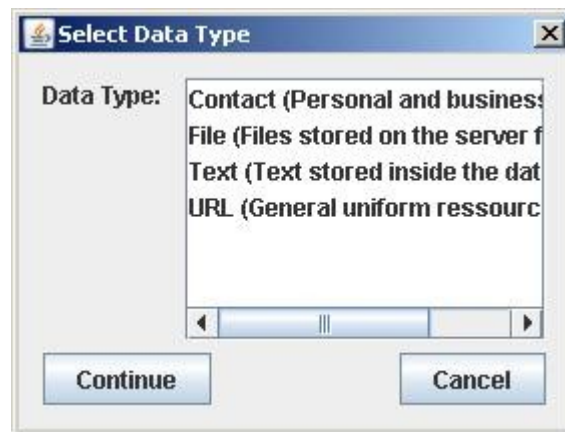 Select Data Type
Data Type:
Contact (Personal and business
File (Files stored on the server f
Text (Text stored inside the dat
URL (General uniform ressourc
Continue
Cancel